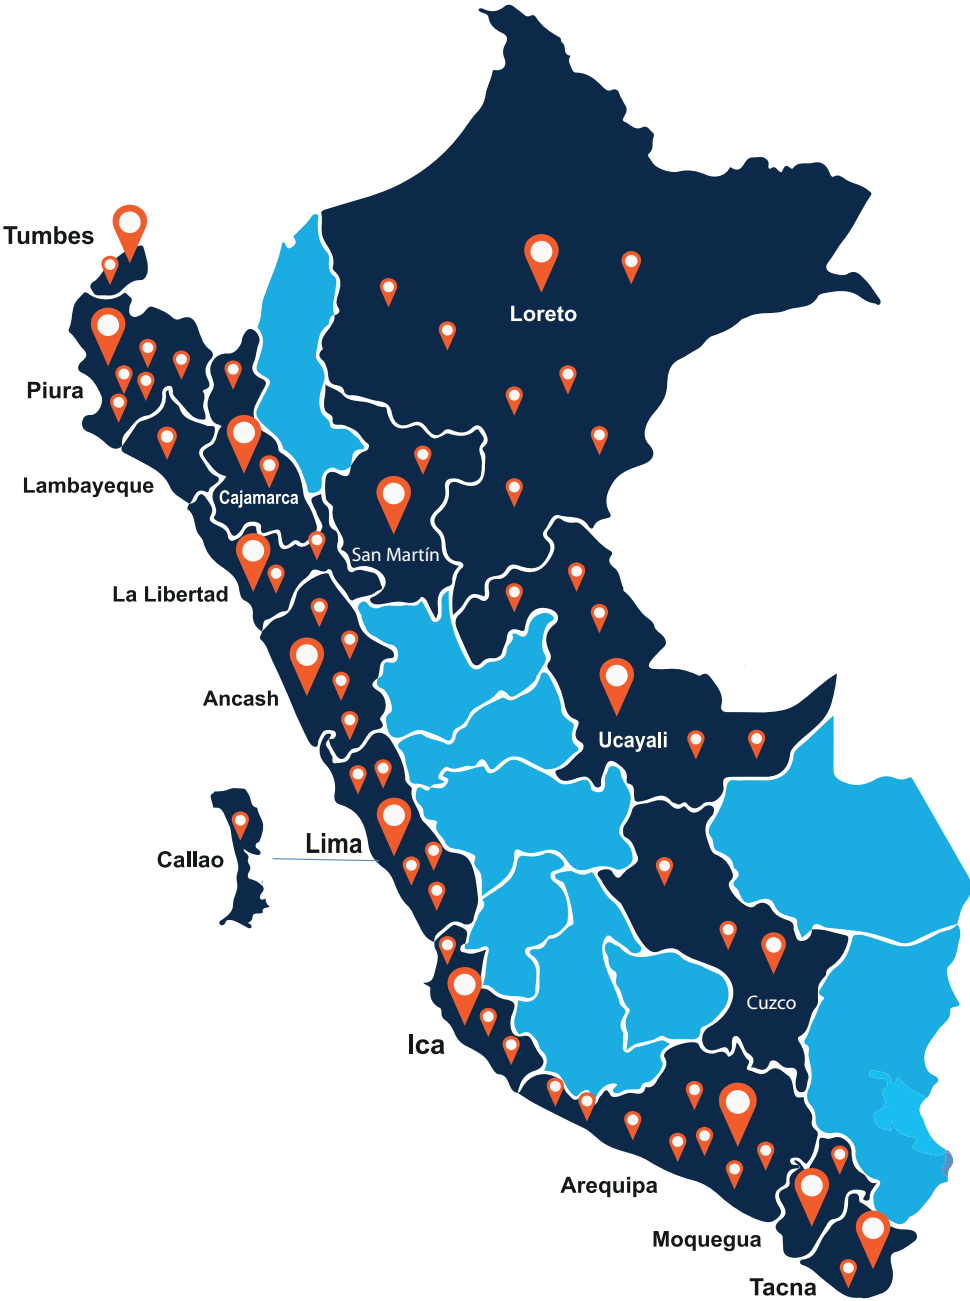 Tumbes
Loreto
Piura
Lambayeque
Cajamarca
San Martín
La Libertad
Ancash
Ucayali
Lima
Callao
Cuzco
Ica
Arequipa
Moquegua
Tacna